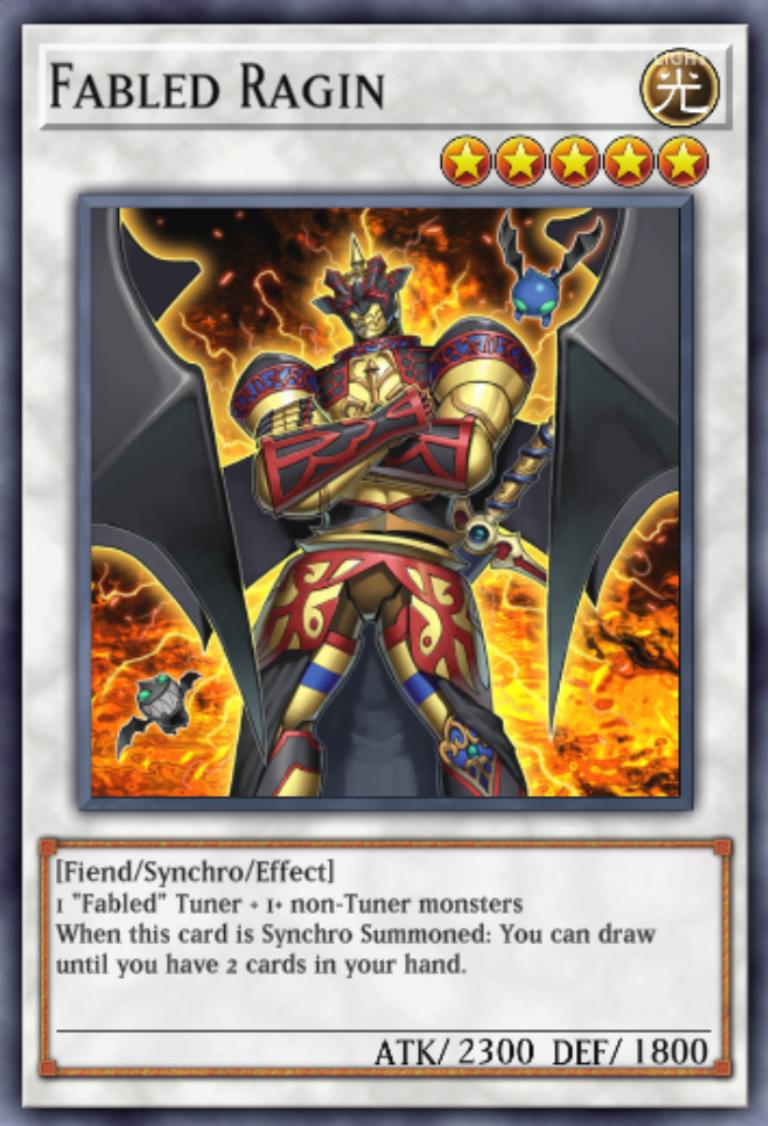 Fabled Ragin
LIGHT
光
[Fiend/Synchro/Effect]
1 "Fabled" Tuner + 1+ non-Tuner monsters
When this card is Synchro Summoned: You can draw
until you have 2 cards in your hand.
ATK/ 2300 DEF/ 1800